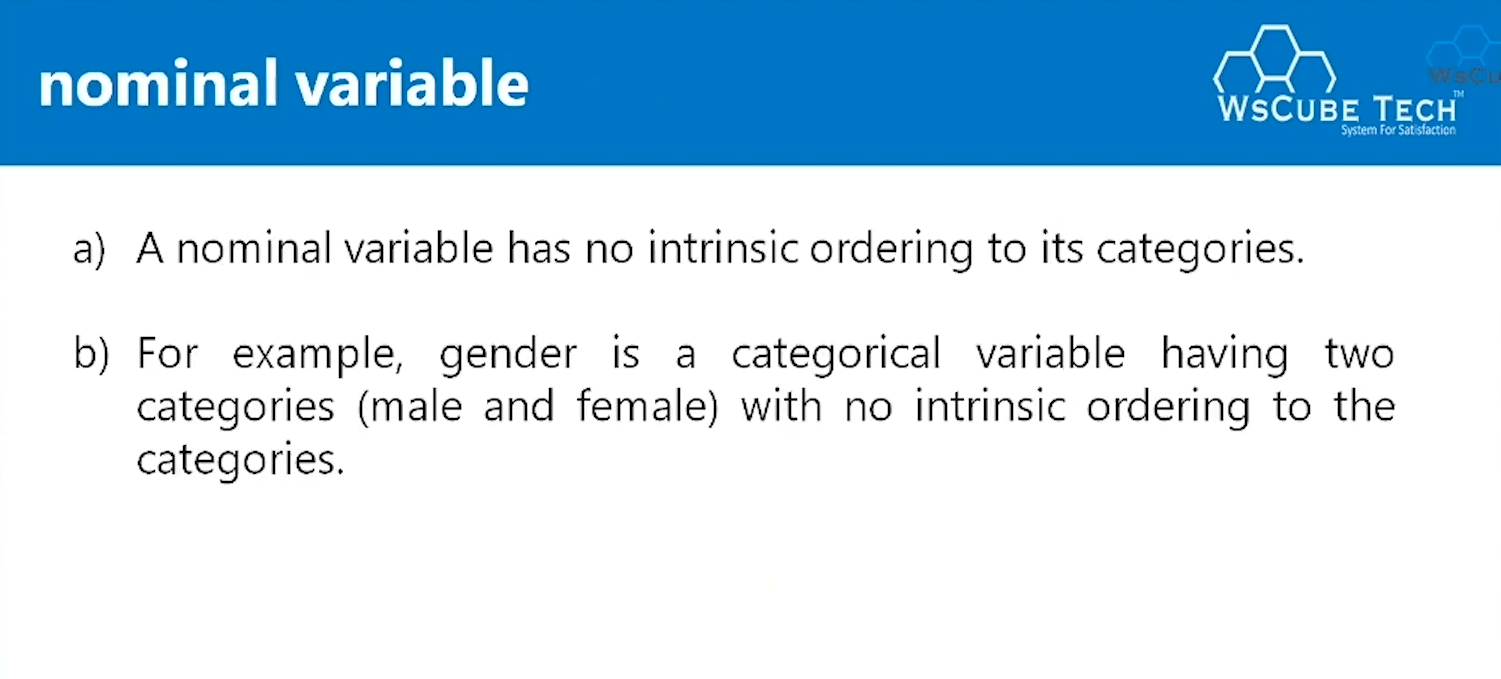 nominal variable
WSCUBE TECH™
System For Satisfaction
WsCu
a) A nominal variable has no intrinsic ordering to its categories.
b) For example, gender is a categorical variable having two
categories (male and female) with no intrinsic ordering to the
categories.